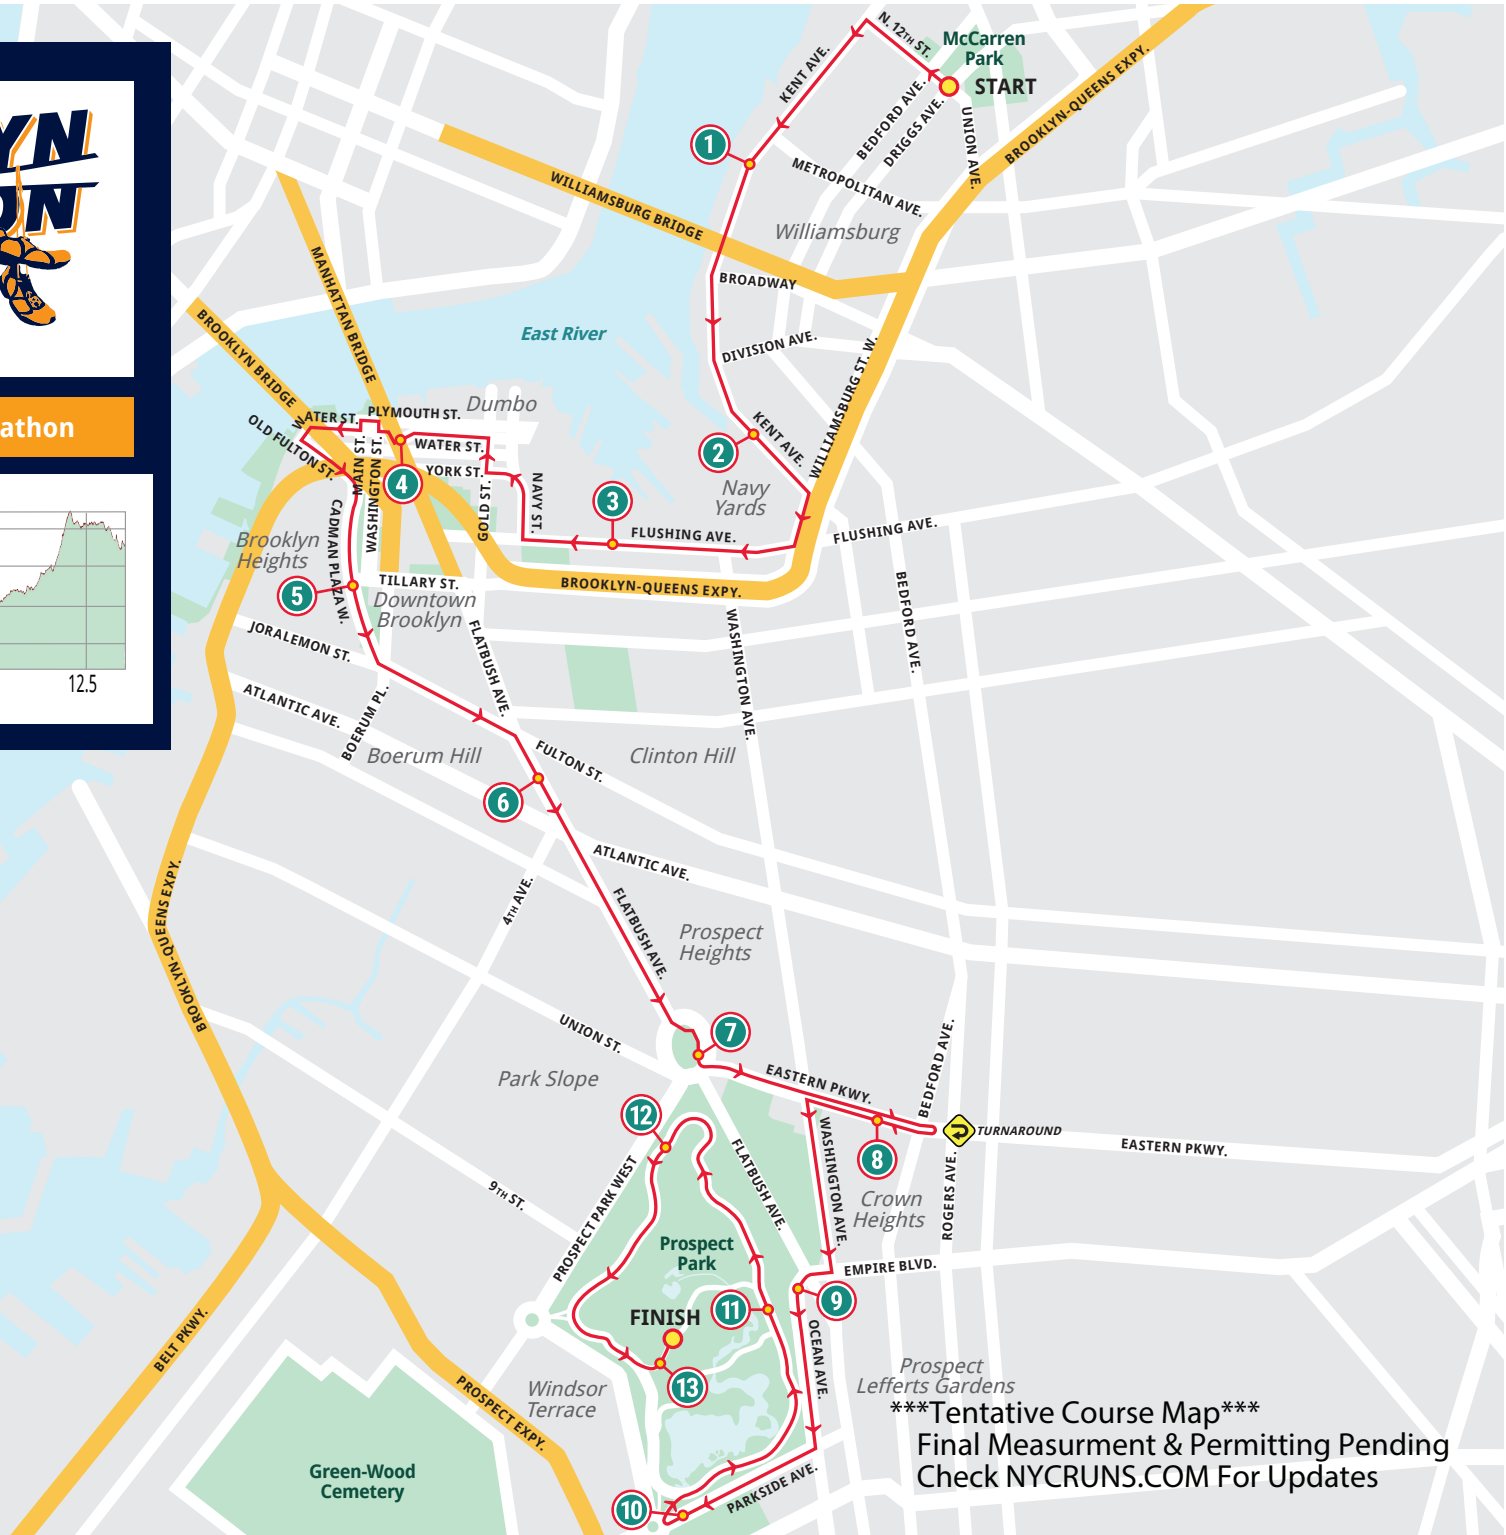 YN
ON
athon
12.5
N. 12TH ST.
McCarren
Park
START
KENT AVE.
BEDFORD AVE.
DRIGGS AVE.
UNION AVE.
BROOKLYN-QUEENS EXPY.
1
METROPOLITAN AVE.
WILLIAMSBURG BRIDGE
Williamsburg
BROADWAY
MANHATTAN BRIDGE
BROOKLYN BRIDGE
East River
DIVISION AVE.
WILLIAMSBURG ST. W.
Dumbo
PLYMOUTH ST.
WATER ST.
OLD FULTON ST.
WATER ST.
MAIN ST.
WASHINGTON ST.
YORK ST.
4
GOLD ST.
NAVY ST.
KENT AVE.
2
3
Navy
Yards
FLUSHING AVE.
FLUSHING AVE.
CADMAN PLAZA W.
Brooklyn
Heights
5
TILLARY ST.
Downtown
Brooklyn
BROOKLYN-QUEENS EXPY.
BEDFORD AVE.
WASHINGTON AVE.
JORALEMON ST.
FLATBUSH AVE.
ATLANTIC AVE.
BOERUM PL.
Boerum Hill
FULTON ST.
Clinton Hill
6
ATLANTIC AVE.
4TH AVE.
FLATBUSH AVE.
Prospect
Heights
BROOKLYN-QUEENS EXPY.
BROOKLYN-QUEENS EXPY.
UNION ST.
7
Park Slope
EASTERN PKWY.
BEDFORD AVE.
TURNAROUND
EASTERN PKWY.
12
8
FLATBUSH AVE.
WASHINGTON AVE.
PROSPECT PARK WEST
9TH ST.
Crown
Heights
ROGERS AVE.
Prospect
Park
EMPIRE BLVD.
FINISH
11
9
BELT PKWY.
OCEAN AVE.
13
Windsor
Terrace
PROSPECT EXPY.
Prospect
Lefferts Gardens
***Tentative Course Map***
Final Measurment & Permitting Pending
Check NYCRUNS.COM For Updates
Green-Wood
Cemetery
10
PARKSIDE AVE.